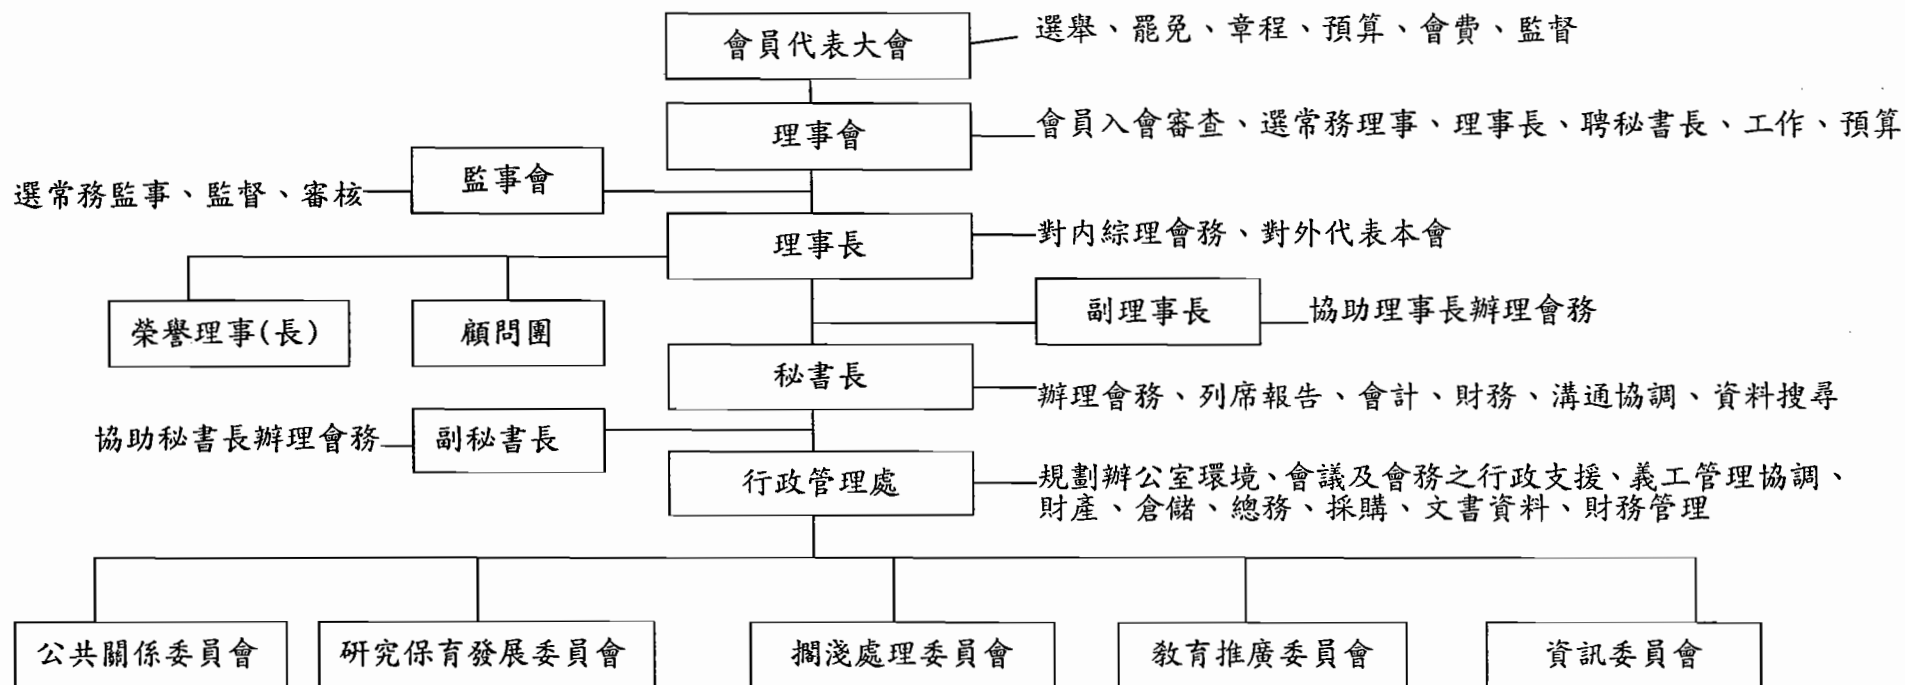 會員代表大會
選舉、罷免、章程、預算、會費、監督
理事會
會員入會審查、選常務理事、理事長、聘秘書長、工作、預算
選常務監事、監督、審核
監事會
理事長
對内綜理會務、對外代表本會
榮譽理事(長)
顧問團
副理事長
協助理事長辦理會務
秘書長
辦理會務、列席報告、會計、財務、溝通協調、資料搜尋
協助秘書長辦理會務
副秘書長
行政管理處
規劃辦公室環境、會議及會務之行政支援、義工管理協調、
財產、倉儲、總務、採購、文書資料、財務管理
公共關係委員會
研究保育發展委員會
擱淺處理委員會
教育推廣委員會
資訊委員會